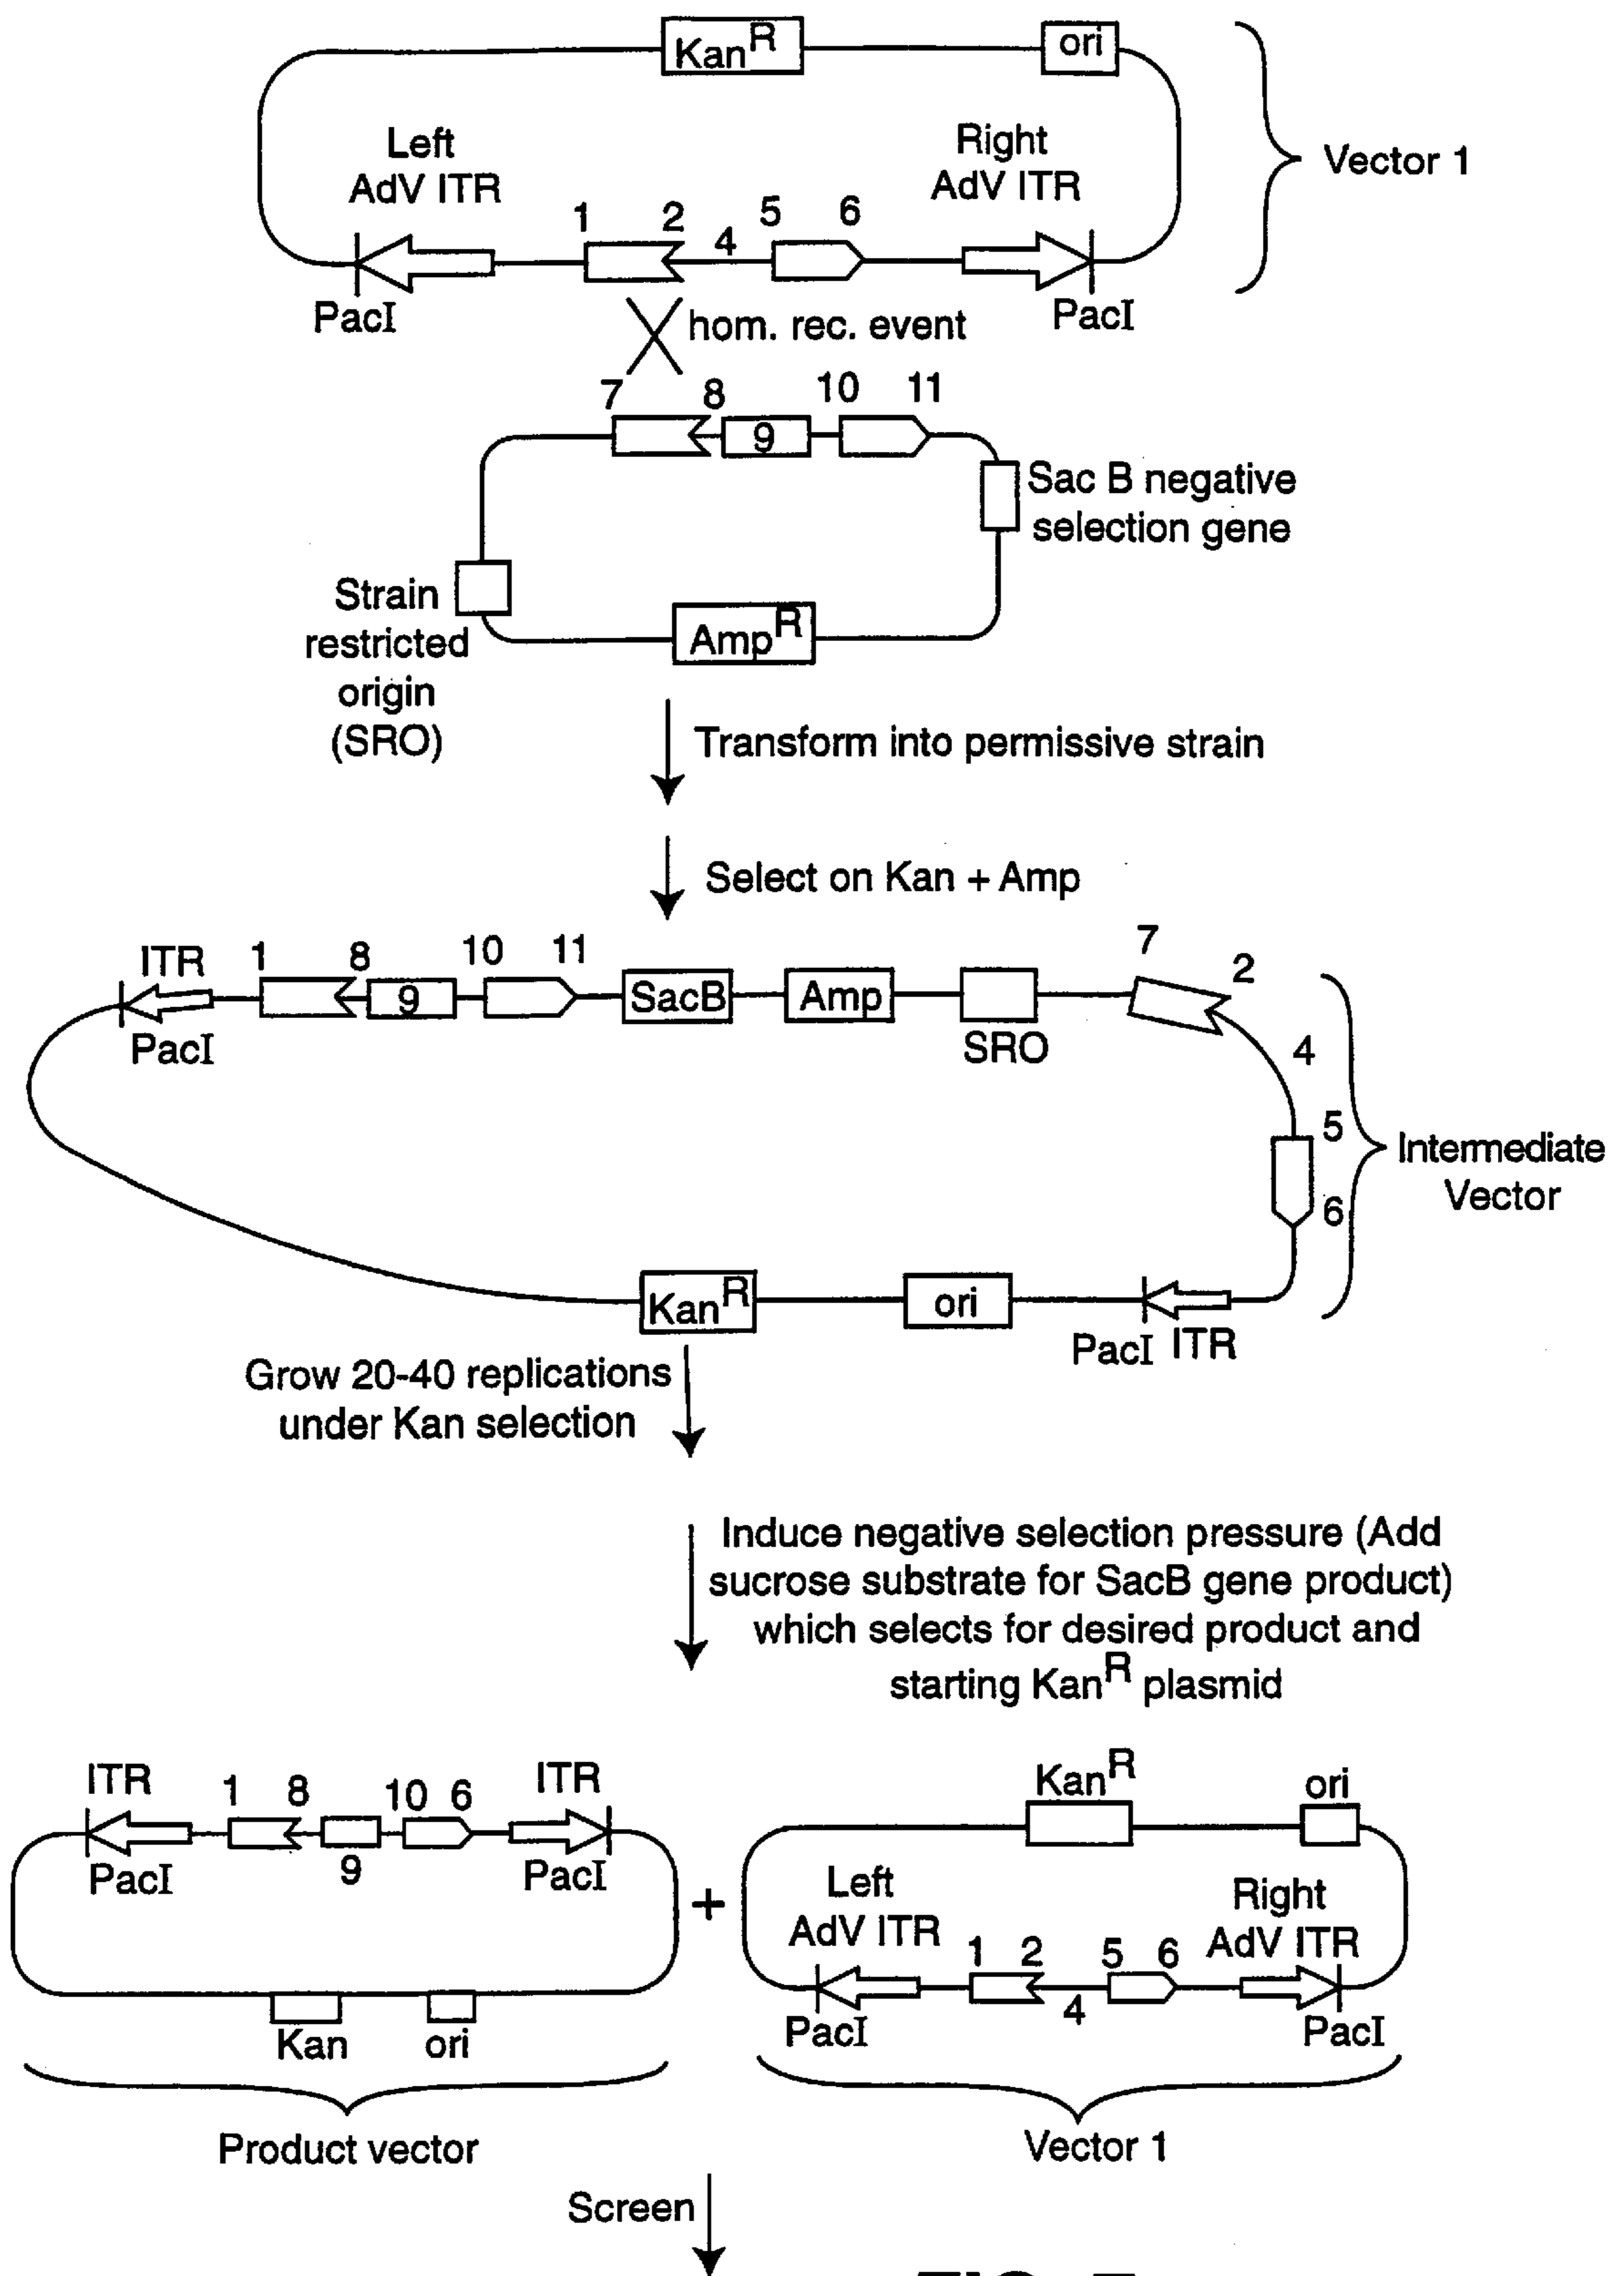 Kan^R
ori
Left
AdV ITR
Right
AdV ITR
Vector 1
1
2
4
5
6
PacI
PacI
hom. rec. event
7
8
9
10
11
Sac B negative
selection gene
Strain
restricted
origin
(SRO)
Amp^R
Transform into permissive strain
Select on Kan + Amp
ITR
1
8
9
10
11
SacB
Amp
SRO
7
2
4
5
6
PacI
Intermediate
Vector
Kan^R
ori
PacI ITR
Grow 20-40 replications
under Kan selection
Induce negative selection pressure (Add
sucrose substrate for SacB gene product)
which selects for desired product and
starting Kan^R plasmid
ITR
1
8
10
6
ITR
PacI
9
PacI
Kan
ori
Product vector
+
Kan^R
ori
Left
AdV ITR
Right
AdV ITR
1
2
4
5
6
PacI
PacI
Vector 1
Screen